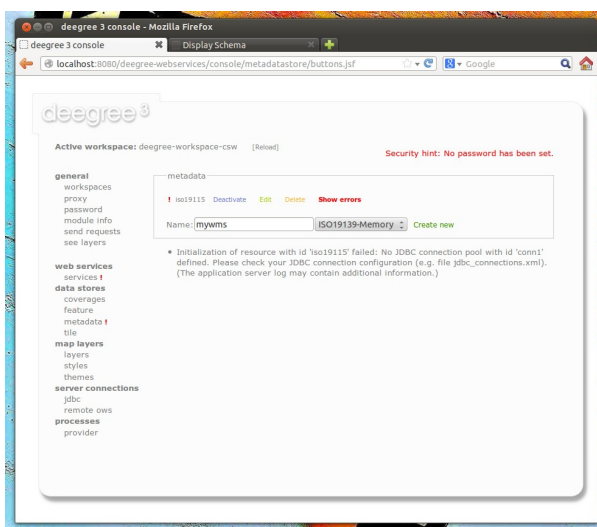 deegree 3 console - Mozilla Firefox
deegree 3 console
Display Schema
localhost:8080/deegree-webservices/console/metadatastore/buttons.jsf
Google
deegree 3
Active workspace: deegree-workspace-csw [Reload]
Security hint: No password has been set.
general
workspaces
proxy
password
module info
send requests
see layers
web services
services !
data stores
coverages
feature
metadata !
tile
map layers
layers
styles
themes
server connections
jdbc
remote ows
processes
provider
metadata
! iso19115 Deactivate Edit Delete Show errors
Name: mywms ISO19139-Memory Create new
• Initialization of resource with id 'iso19115' failed: No JDBC connection pool with id 'conn1'
defined. Please check your JDBC connection configuration (e.g. file jdbc_connections.xml).
(The application server log may contain additional information.)